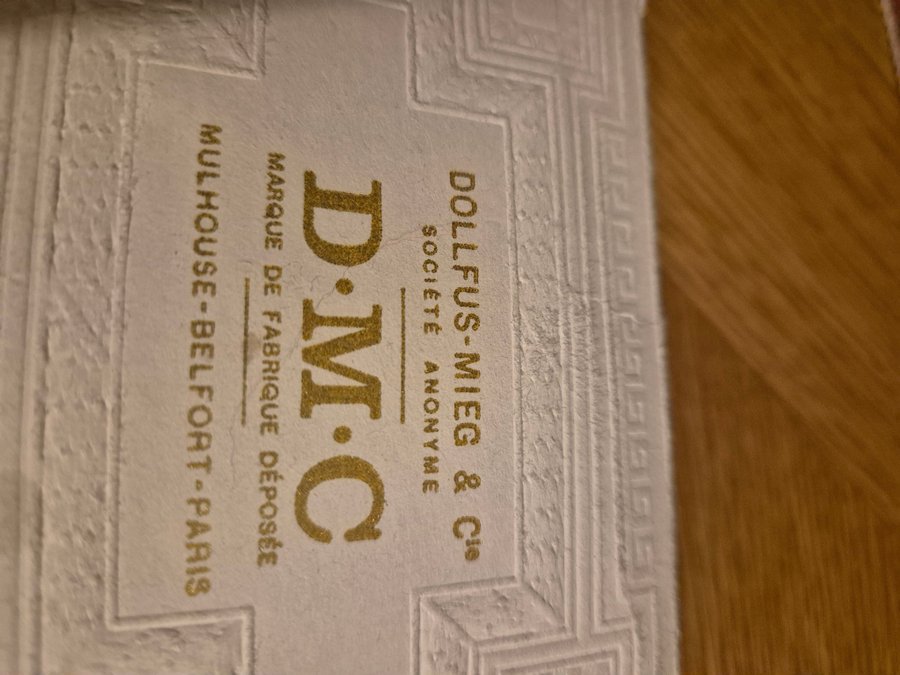 DOLLFUS-MIEG & Cie
SOCIÉTÉ ANONYME
D·M·C
MARQUE DE FABRIQUE DÉPOSÉE
MULHOUSE-BELFORT-PARIS